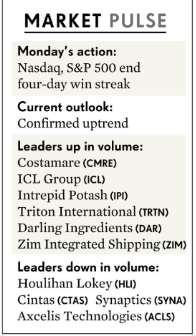 MARKET PULSE
Monday's action:
Nasdaq, S&P 500 end
four-day win streak
Current outlook:
Confirmed uptrend
Leaders up in volume:
Costamare (CMRE)
ICL Group (ICL)
Intrepid Potash (IPI)
Triton International (TRTN)
Darling Ingredients (DAR)
Zim Integrated Shipping (ZIM)
Leaders down in volume:
Houlihan Lokey (HLI)
Cintas (CTAS) Synaptics (SYNA)
Axcelis Technologies (ACLS)